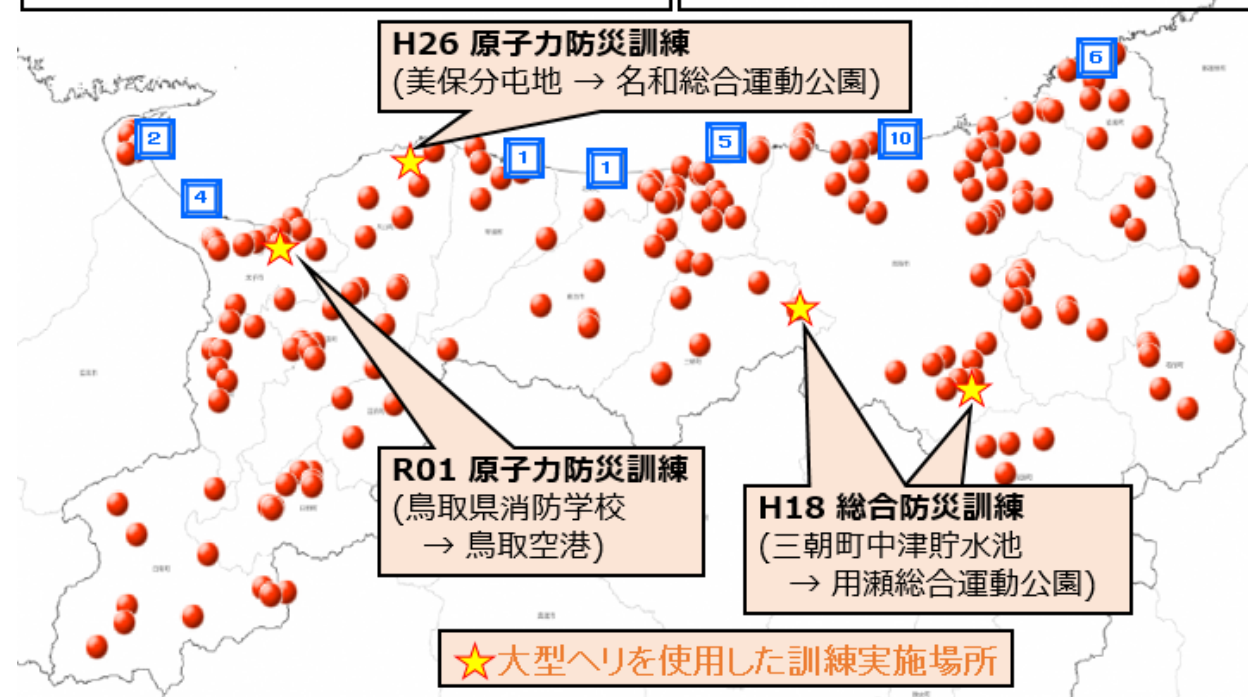 H26 原子力防災訓練
(美保分屯地 → 名和総合運動公園)
6
2
5
10
1
1
4
R01 原子力防災訓練
(鳥取県消防学校
→ 鳥取空港)
H18 総合防災訓練
(三朝町中津貯水池
→ 用瀬総合運動公園)
大型ヘリを使用した訓練実施場所